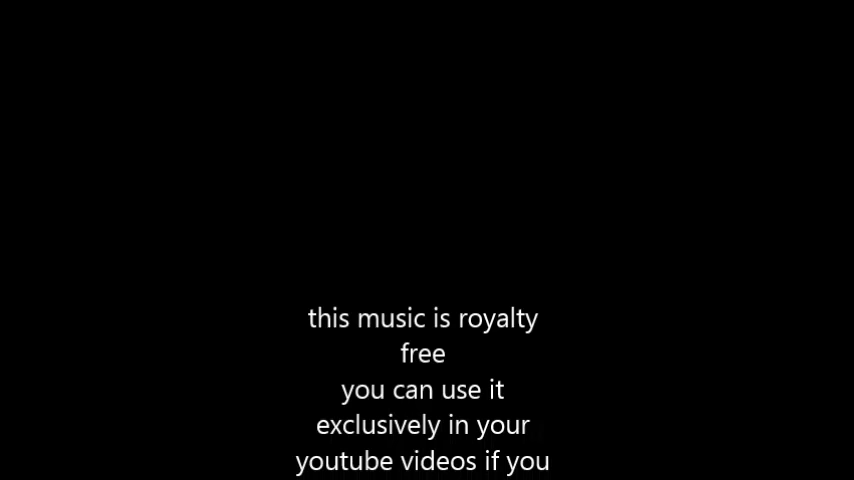 this music is royalty
free
you can use it
exclusively in your
youtube videos if you